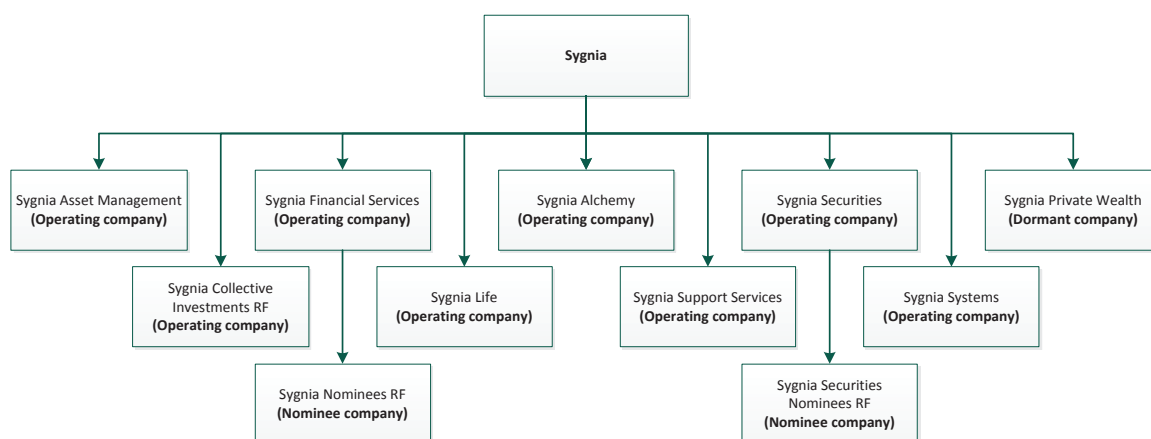 Sygnia
Sygnia Asset Management
(Operating company)
Sygnia Financial Services
(Operating company)
Sygnia Alchemy
(Operating company)
Sygnia Securities
(Operating company)
Sygnia Private Wealth
(Dormant company)
Sygnia Collective
Investments RF
(Operating company)
Sygnia Life
(Operating company)
Sygnia Support Services
(Operating company)
Sygnia Systems
(Operating company)
Sygnia Nominees RF
(Nominee company)
Sygnia Securities
Nominees RF
(Nominee company)